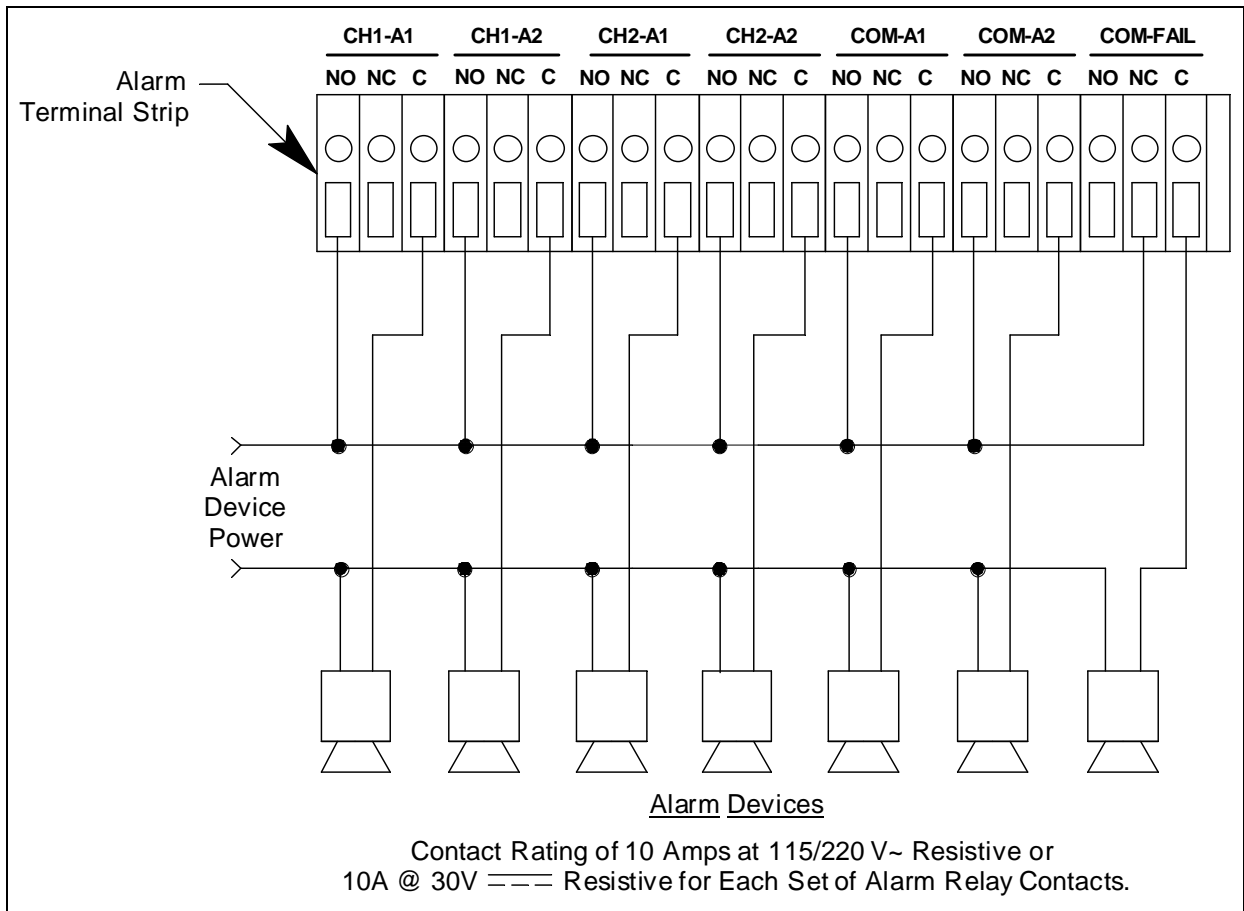 CH1-A1 CH1-A2 CH2-A1 CH2-A2 COM-A1 COM-A2 COM-FAIL
NO NC C NO NC C NO NC C NO NC C NO NC C NO NC C NO NC C
Alarm
Terminal Strip
Alarm
Device
Power
Alarm Devices
Contact Rating of 10 Amps at 115/220 V~ Resistive or
10A @ 30V ⎓ Resistive for Each Set of Alarm Relay Contacts.